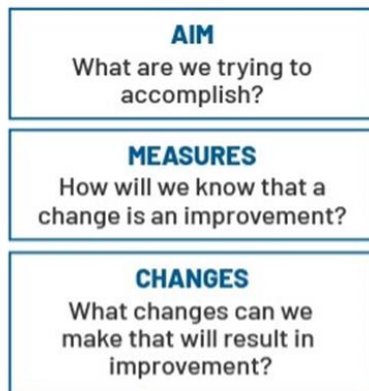 AIM
What are we trying to
accomplish?
MEASURES
How will we know that a
change is an improvement?
CHANGES
What changes can we
make that will result in
improvement?